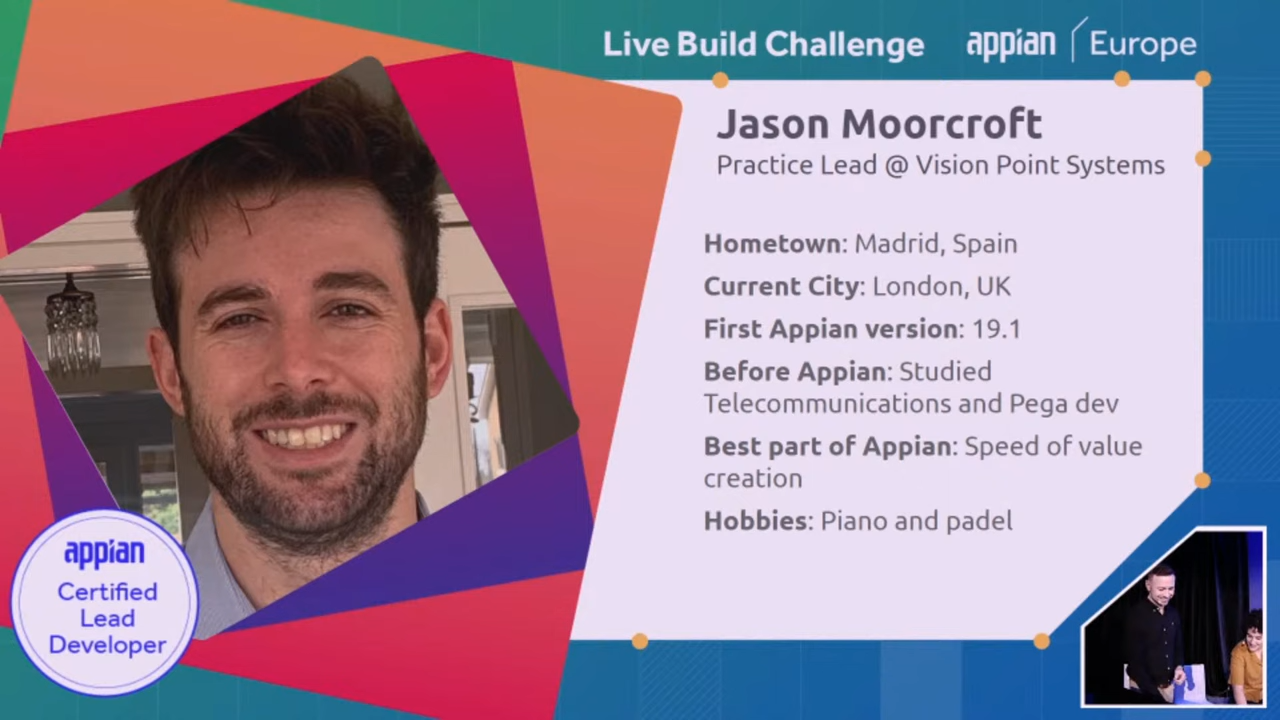 Live Build Challenge appian Europe
Jason Moorcroft
Practice Lead @ Vision Point Systems
Hometown: Madrid, Spain
Current City: London, UK
First Appian version: 19.1
Before Appian: Studied
Telecommunications and Pega dev
Best part of Appian: Speed of value
creation
Hobbies: Piano and padel
appian
Certified
Lead
Developer